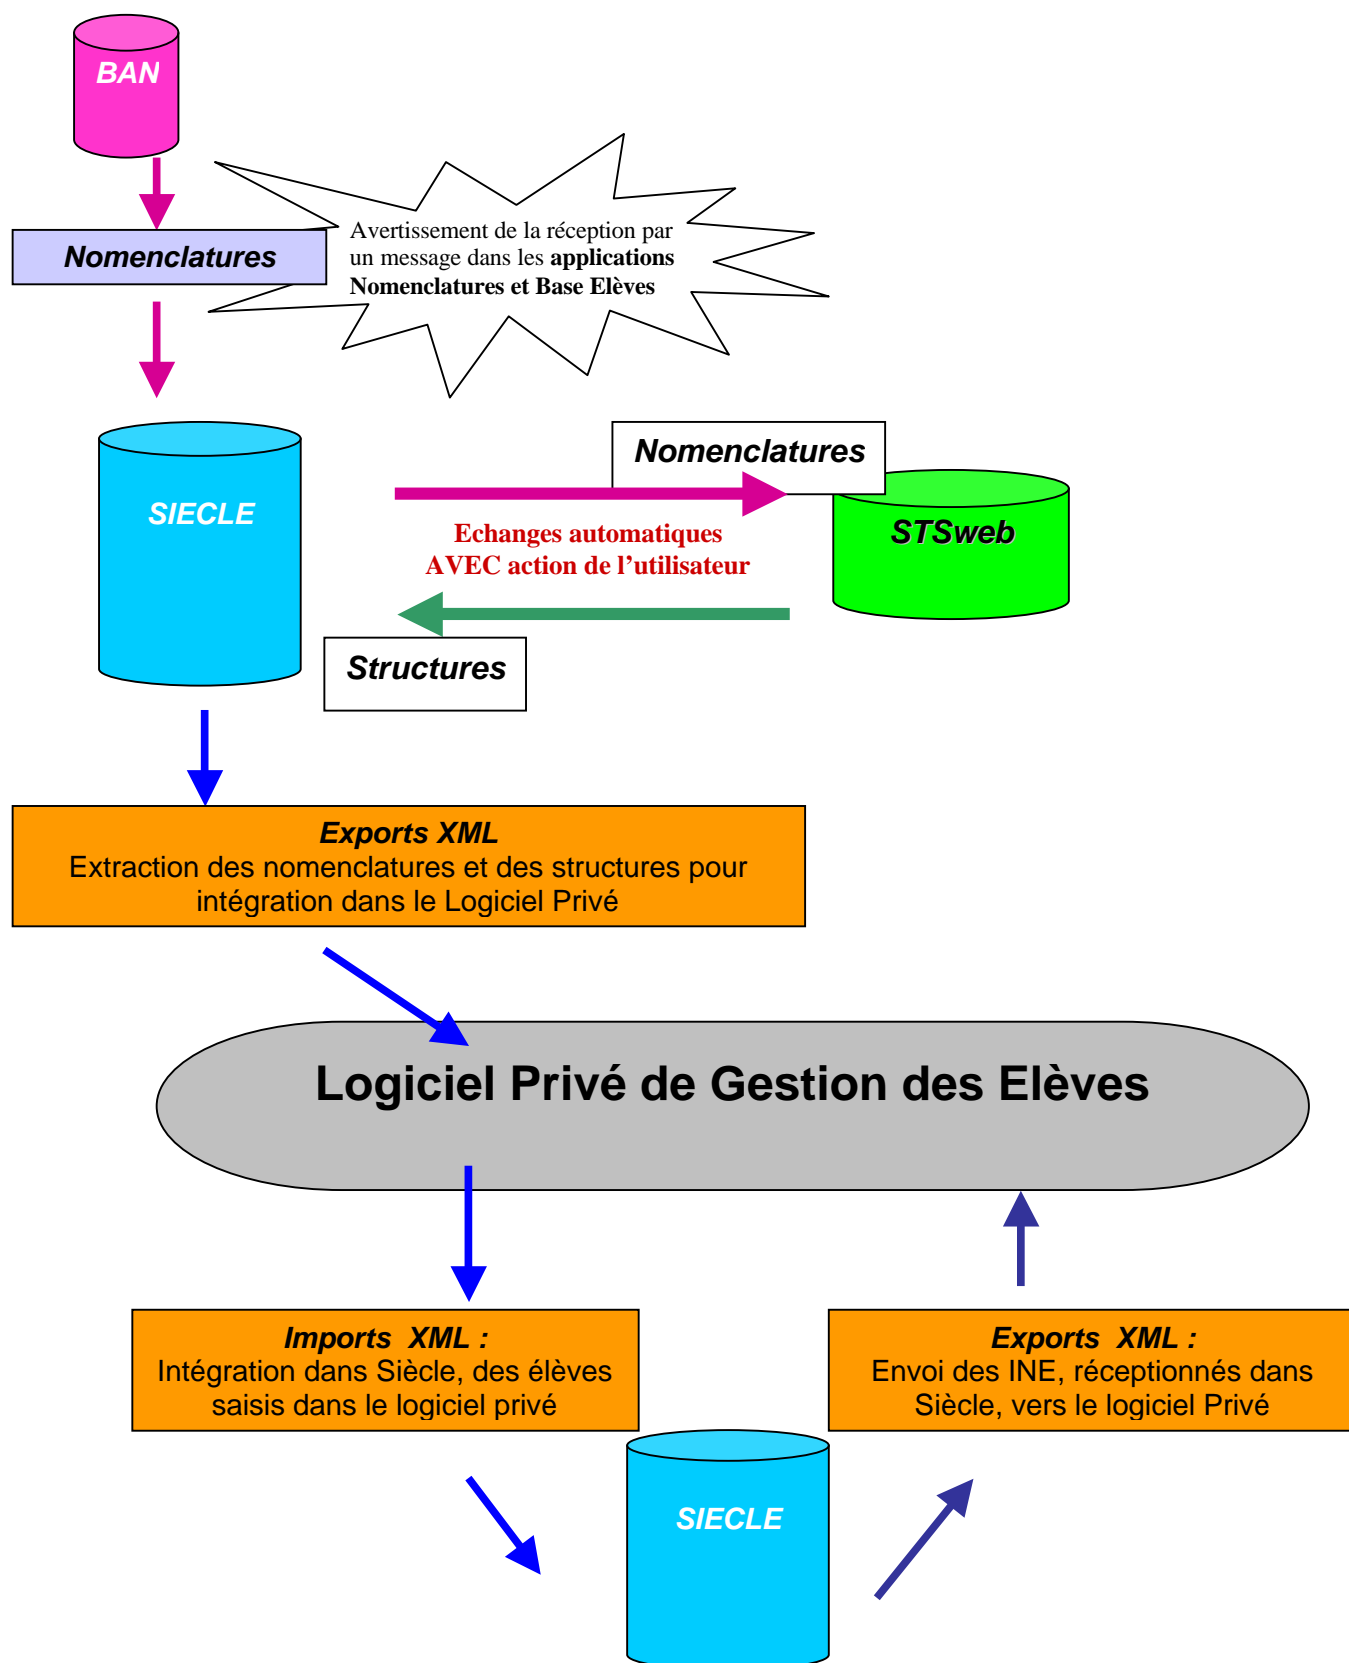 BAN
Avertissement de la réception par
un message dans les applications
Nomenclatures et Base Elèves
Nomenclatures
Nomenclatures
SIECLE
STSweb
Echanges automatiques
AVEC action de l’utilisateur
Structures
Exports XML
Extraction des nomenclatures et des structures pour
intégration dans le Logiciel Privé
Logiciel Privé de Gestion des Elèves
Imports  XML :
Intégration dans Siècle, des élèves
saisis dans le logiciel privé
Exports  XML :
Envoi des INE, réceptionnés dans
Siècle, vers le logiciel Privé
SIECLE